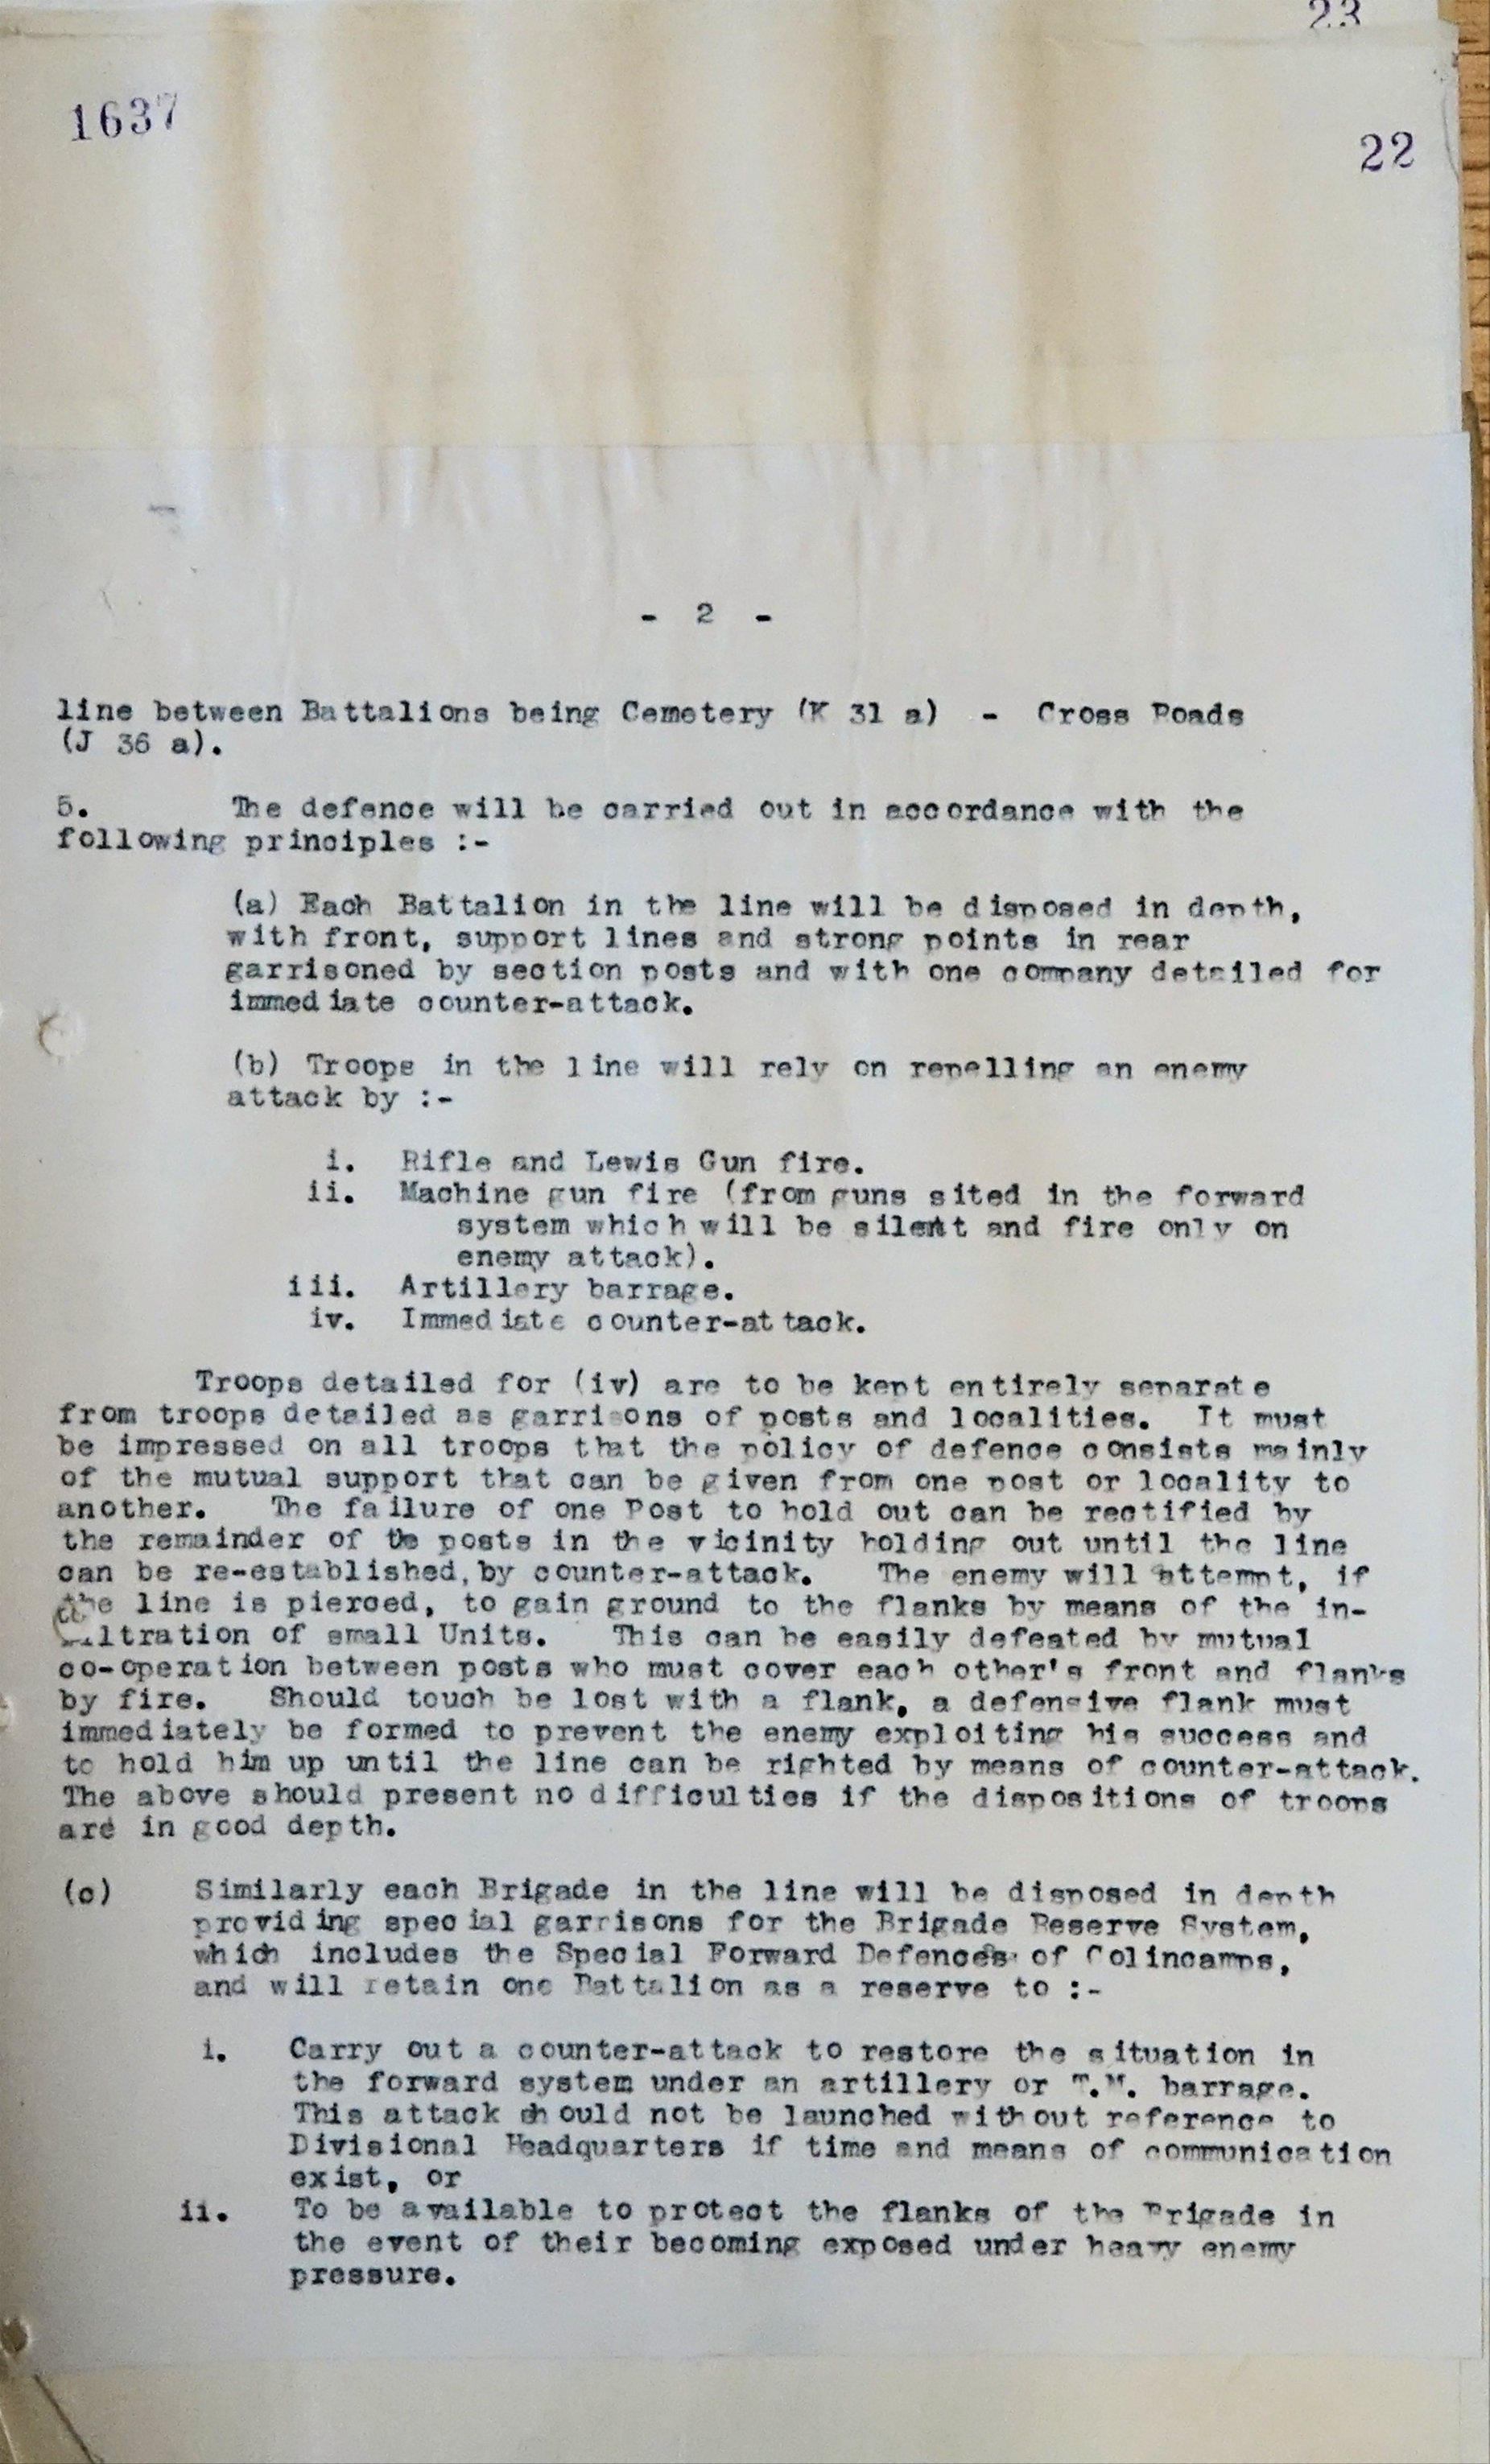 23
1637
22
- 2 -
line between Battalions being Cemetery (K 31 a) - Cross Roads
(J 36 a).
5. The defence will be carried out in accordance with the
following principles :-
(a) Each Battalion in the line will be disposed in depth,
with front, support lines and strong points in rear
garrisoned by section posts and with one company detailed for
immediate counter-attack.
(b) Troops in the line will rely on repelling an enemy
attack by :-
i. Rifle and Lewis Gun fire.
ii. Machine gun fire (from guns sited in the forward
system which will be silent and fire only on
enemy attack).
iii. Artillery barrage.
iv. Immediate counter-attack.
Troops detailed for (iv) are to be kept entirely separate
from troops detailed as garrisons of posts and localities. It must
be impressed on all troops that the policy of defence consists mainly
of the mutual support that can be given from one post or locality to
another. The failure of one Post to hold out can be rectified by
the remainder of the posts in the vicinity holding out until the line
can be re-established, by counter-attack. The enemy will attempt, if
the line is pierced, to gain ground to the flanks by means of the in-
filtration of small Units. This can be easily defeated by mutual
co-operation between posts who must cover each other's front and flanks
by fire. Should touch be lost with a flank, a defensive flank must
immediately be formed to prevent the enemy exploiting his success and
to hold him up until the line can be righted by means of counter-attack.
The above should present no difficulties if the dispositions of troops
are in good depth.
(c) Similarly each Brigade in the line will be disposed in depth
providing special garrisons for the Brigade Reserve System,
which includes the Special Forward Defences of Colincamps,
and will retain one Battalion as a reserve to :-
i. Carry out a counter-attack to restore the situation in
the forward system under an artillery or T.M. barrage.
This attack should not be launched without reference to
Divisional Headquarters if time and means of communication
exist, or
ii. To be available to protect the flanks of the Brigade in
the event of their becoming exposed under heavy enemy
pressure.